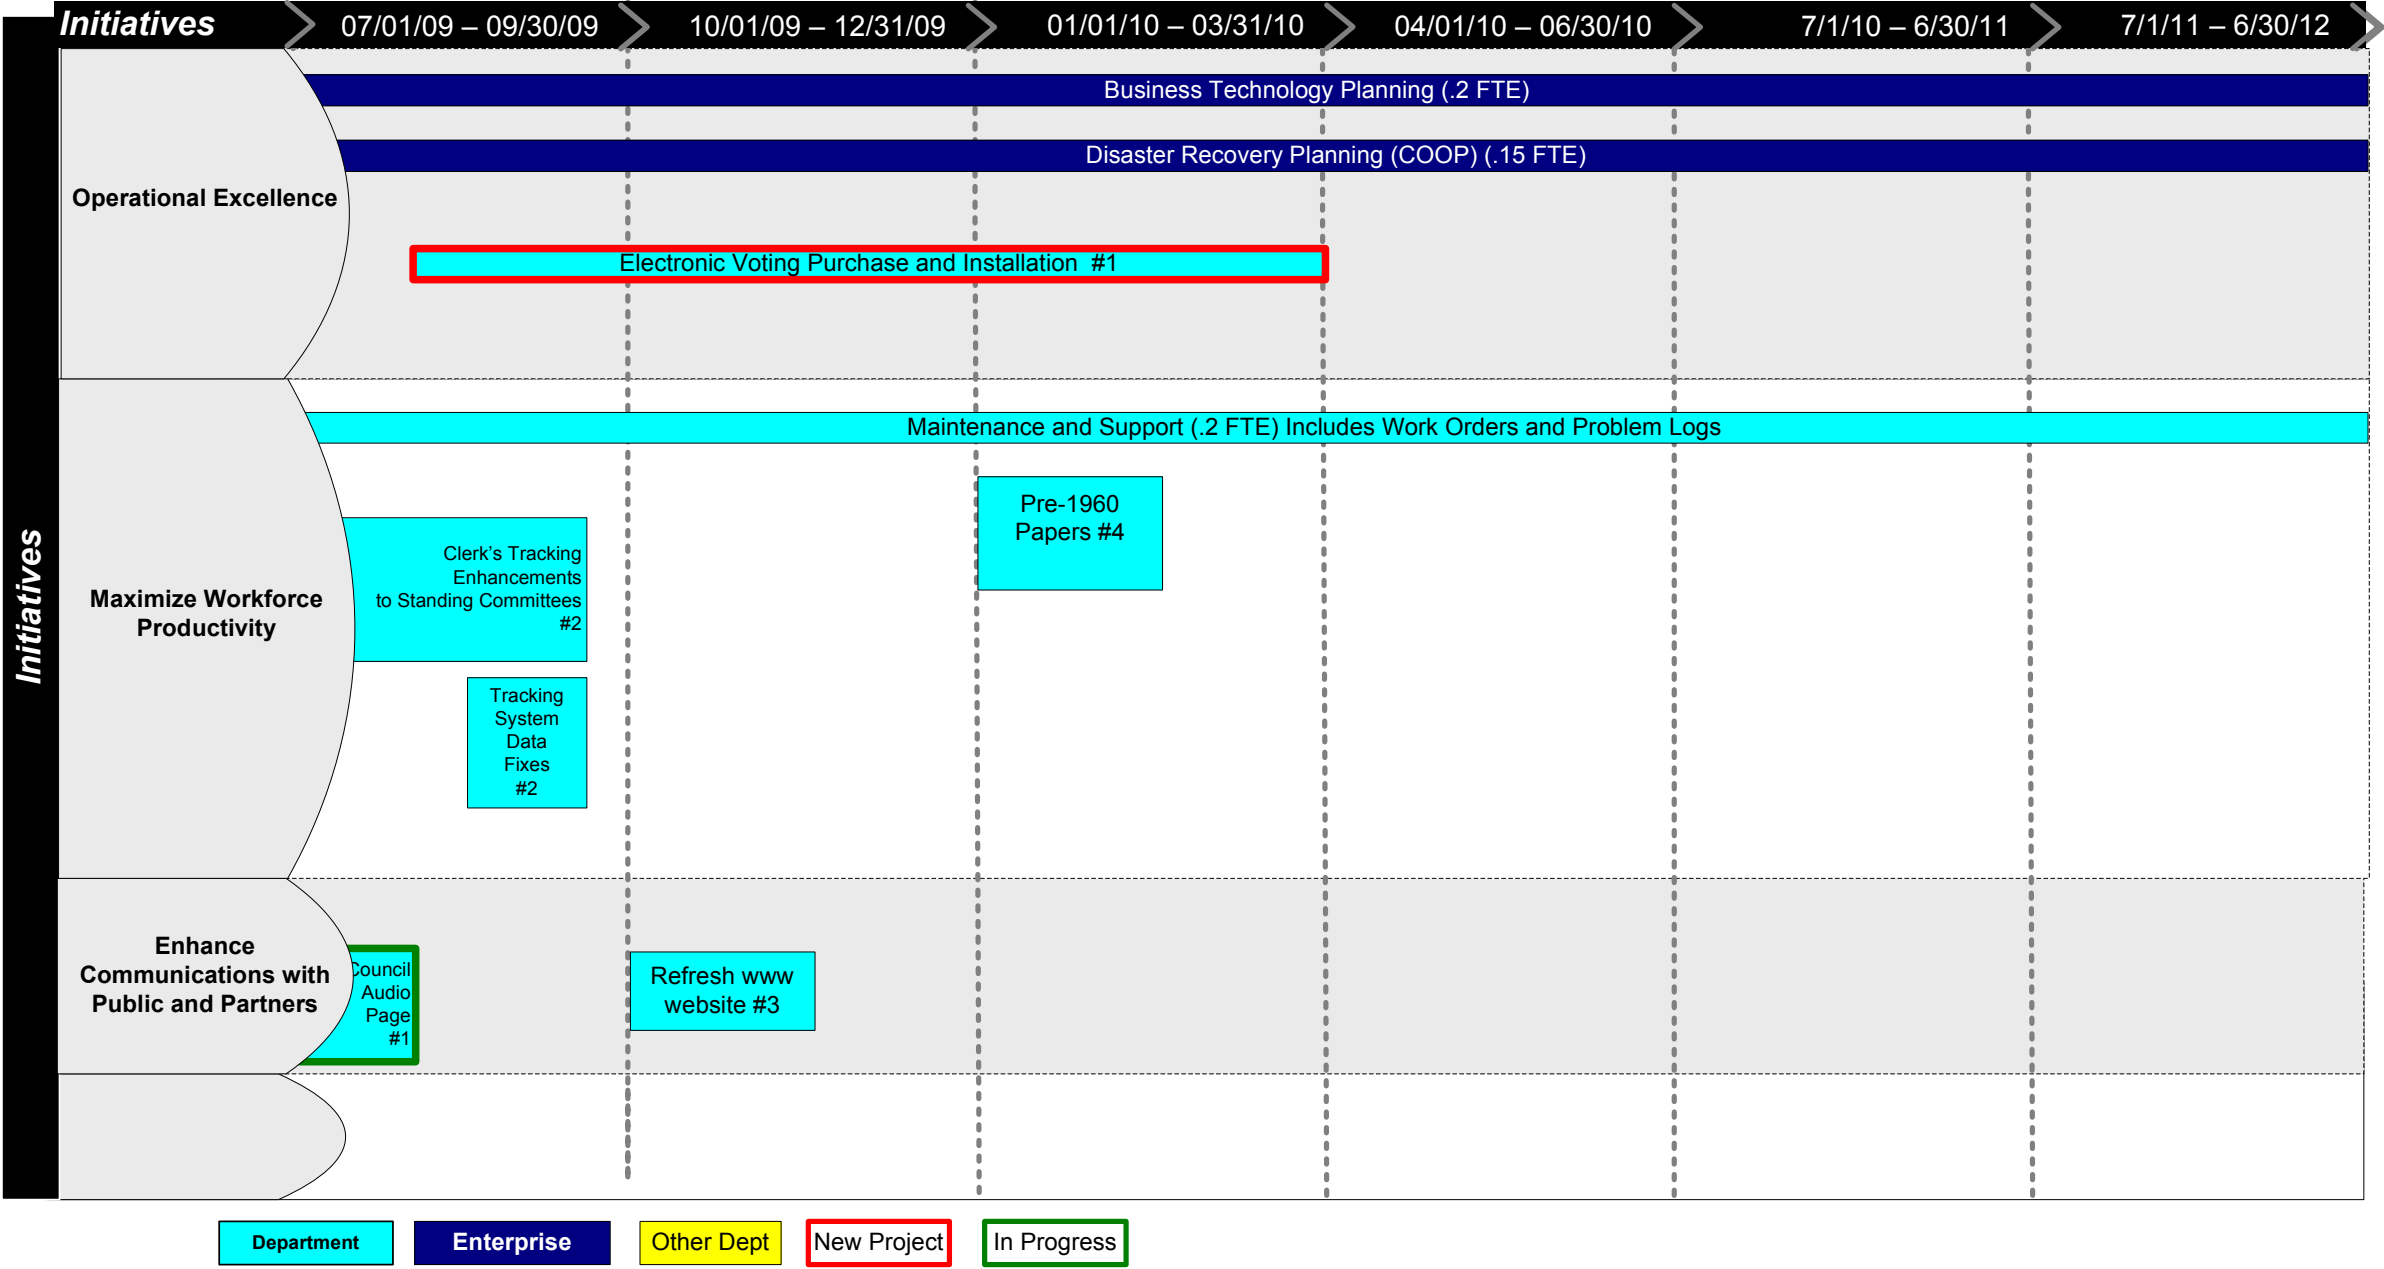 Initiatives
07/01/09 – 09/30/09
10/01/09 – 12/31/09
01/01/10 – 03/31/10
04/01/10 – 06/30/10
7/1/10 – 6/30/11
7/1/11 – 6/30/12
Initiatives
Operational Excellence
Business Technology Planning (.2 FTE)
Disaster Recovery Planning (COOP) (.15 FTE)
Electronic Voting Purchase and Installation #1
Maximize Workforce
Productivity
Maintenance and Support (.2 FTE) Includes Work Orders and Problem Logs
Clerk's Tracking
Enhancements
to Standing Committees
#2
Tracking
System
Data
Fixes
#2
Pre-1960
Papers #4
Enhance
Communications with
Public and Partners
Council
Audio
Page
#1
Refresh www
website #3
Department
Enterprise
Other Dept
New Project
In Progress